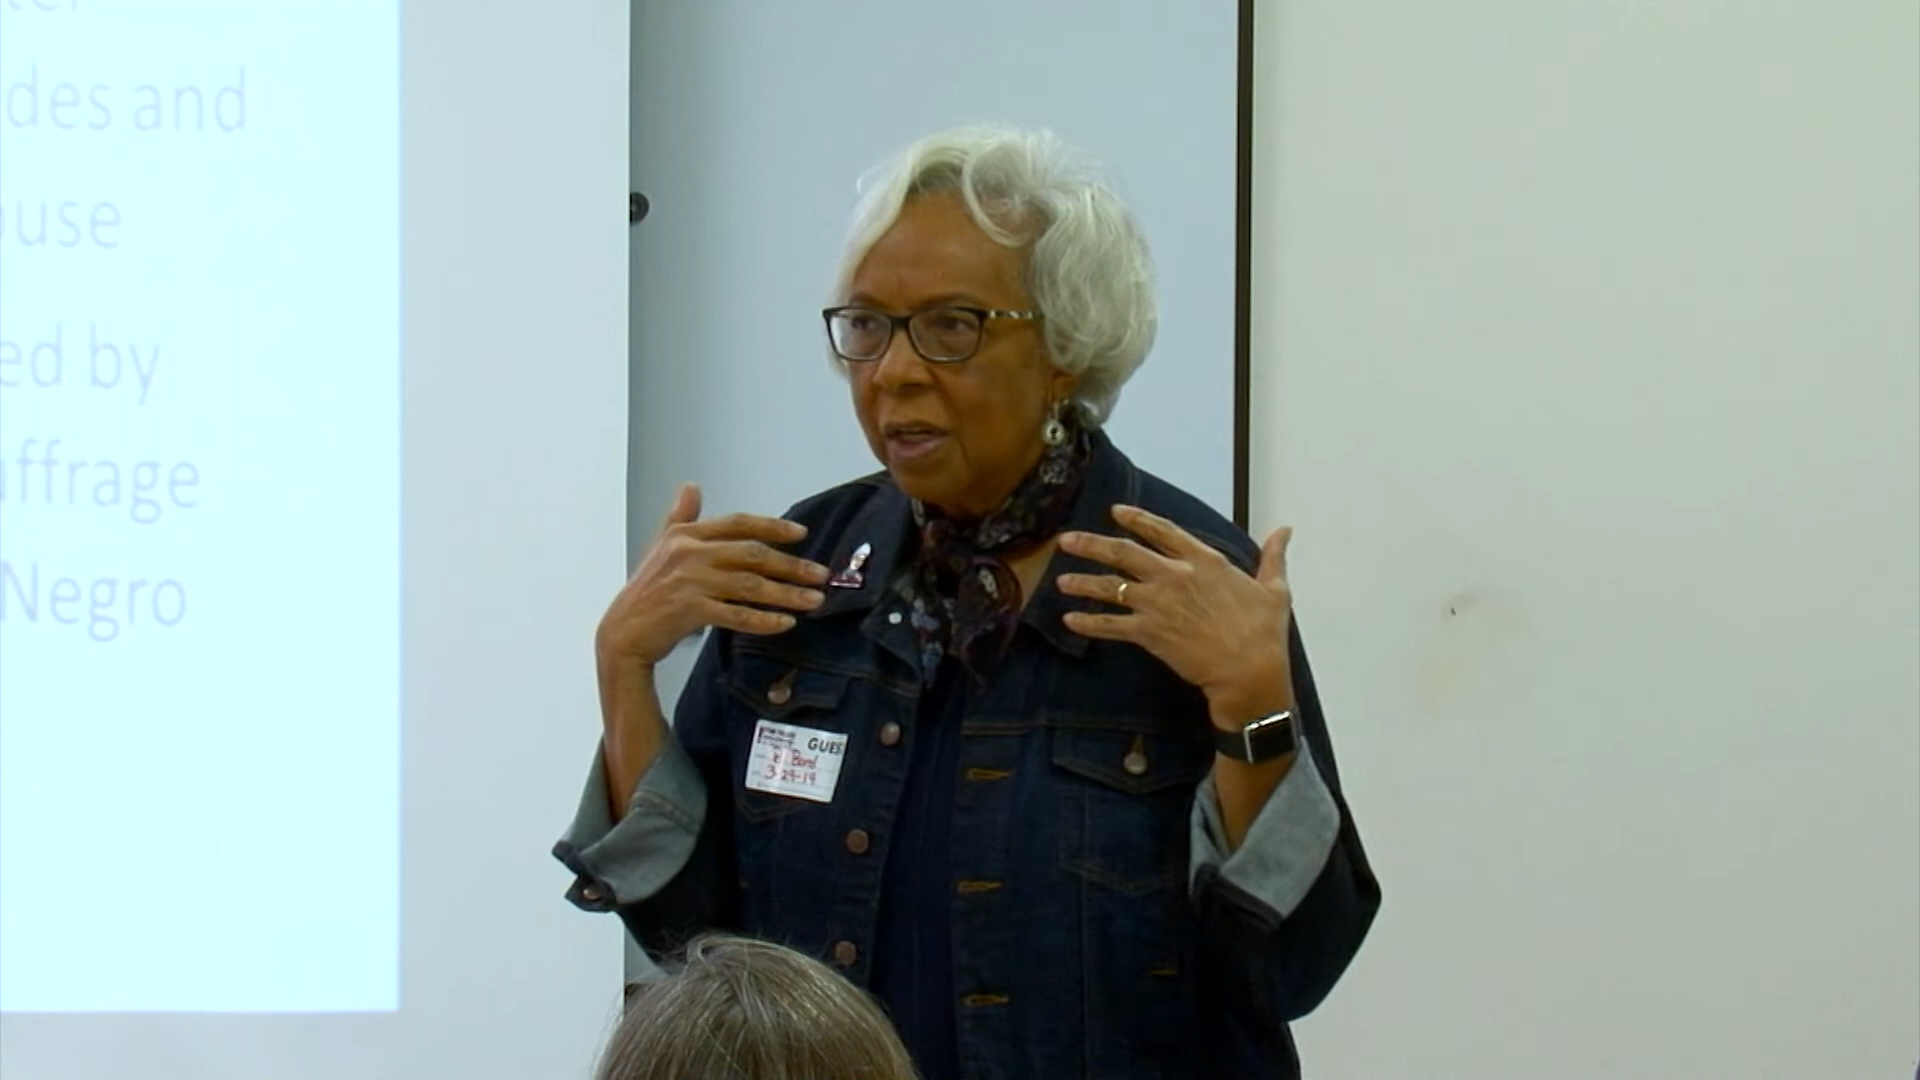 des and
ouse
ed by
uffrage
Negro
GUES
3-29-19